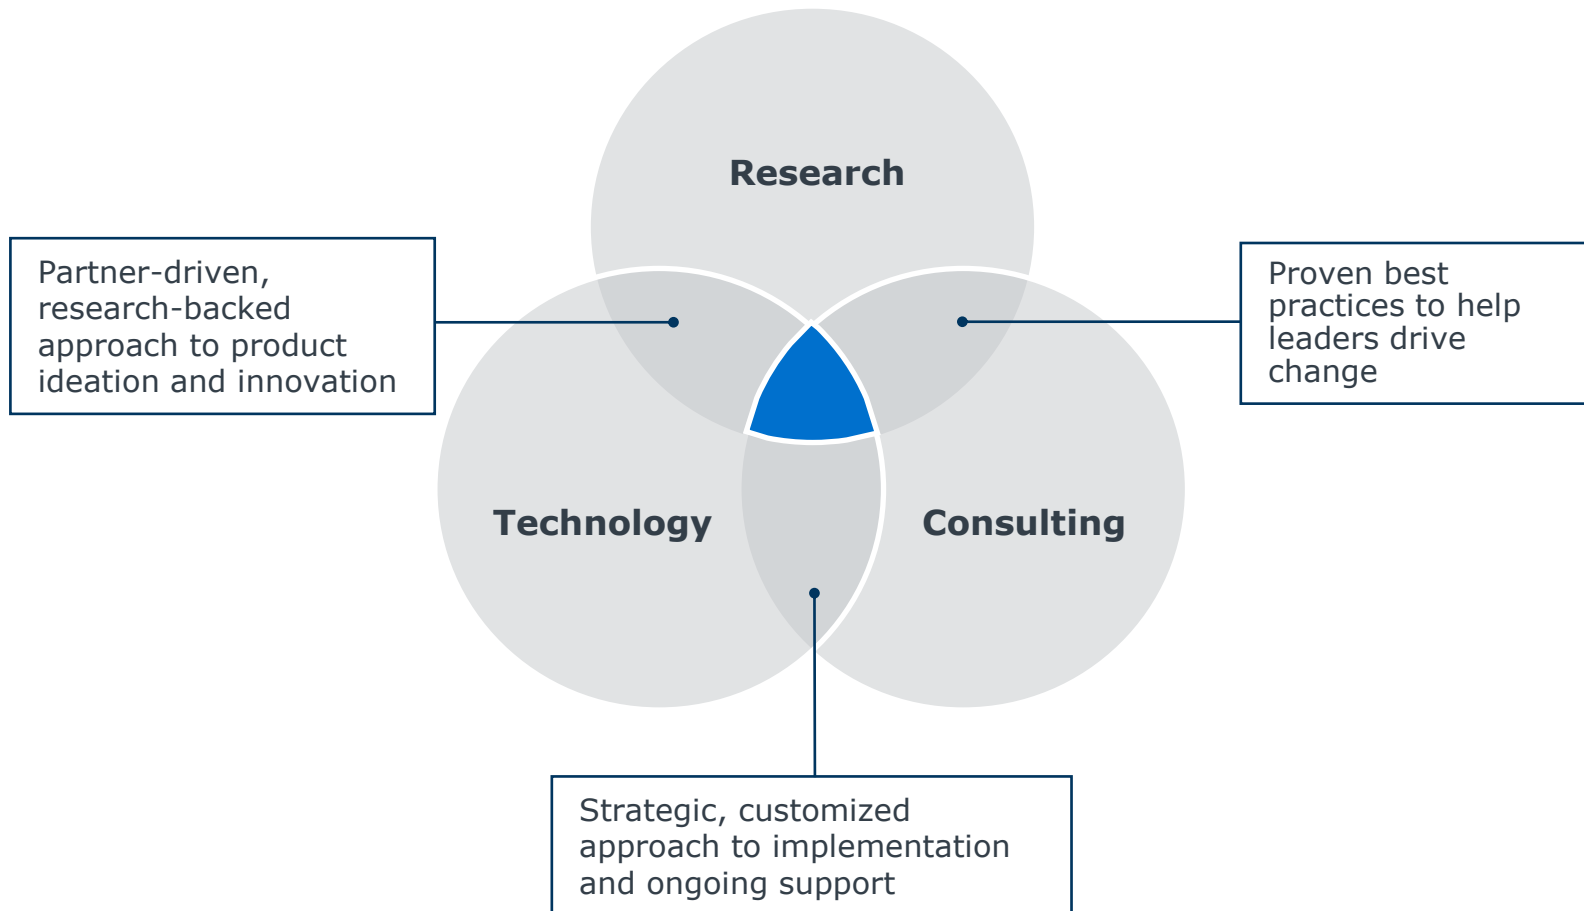 Research
Partner-driven,
research-backed
approach to product
ideation and innovation
Proven best
practices to help
leaders drive
change
Technology
Consulting
Strategic, customized
approach to implementation
and ongoing support